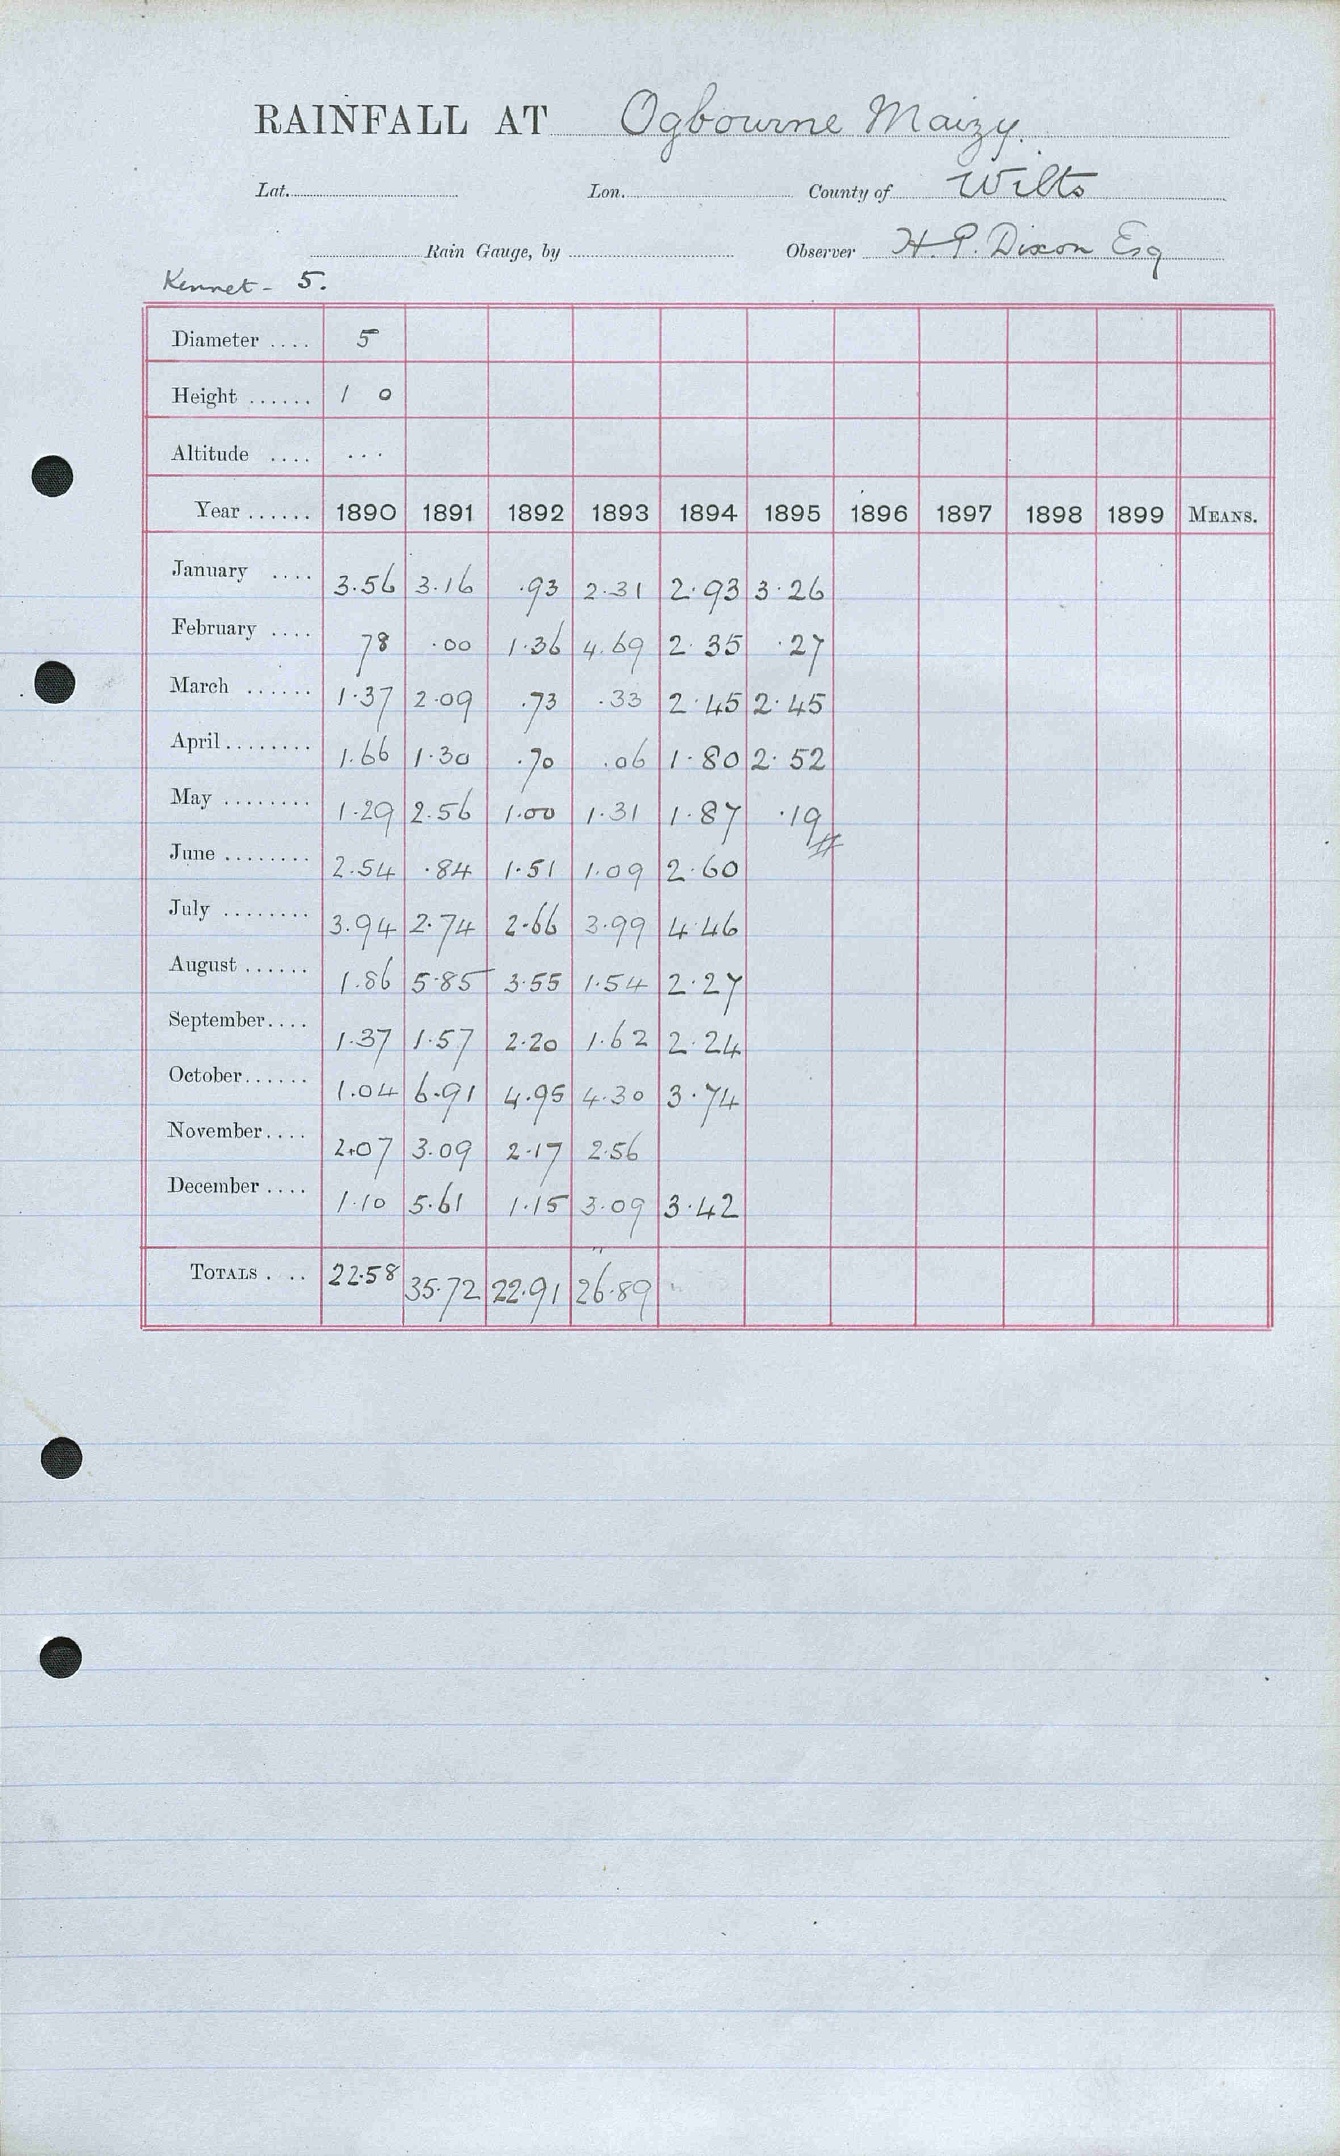 RAINFALL AT Ogbourne Maizy.
Lat. Lon. County of Wilts
Rain Gauge, by Observer H. P. Dixon Esq
Kennet - 5.
Diameter .... 5
Height ...... 1 0
Altitude .... ...
Year ...... 1890 1891 1892 1893 1894 1895 1896 1897 1898 1899 MEANS.
January .... 3.56 3.16 .93 2.31 2.93 3.26
February .... 78 .00 1.36 4.69 2.35 .27
March ...... 1.37 2.09 .73 .33 2.45 2.45
April........ 1.66 1.30 .70 .06 1.80 2.52
May ........ 1.29 2.56 1.00 1.31 1.87 .19
June ........ 2.54 .84 1.51 1.09 2.60
July ........ 3.94 2.74 2.66 3.99 4.46
August ...... 1.86 5.85 3.55 1.54 2.27
September.... 1.37 1.57 2.20 1.62 2.24
October...... 1.04 6.91 4.95 4.30 3.74
November.... 2.07 3.09 2.17 2.56
December .... 1.10 5.61 1.15 3.09 3.42
TOTALS .... 22.58 35.72 22.91 26.89